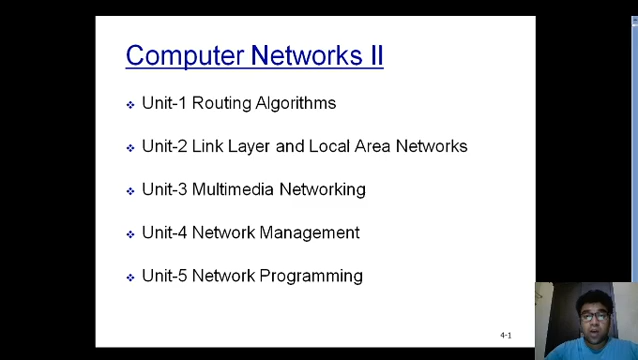 Computer Networks II
Unit-1 Routing Algorithms
Unit-2 Link Layer and Local Area Networks
Unit-3 Multimedia Networking
Unit-4 Network Management
Unit-5 Network Programming
4-1